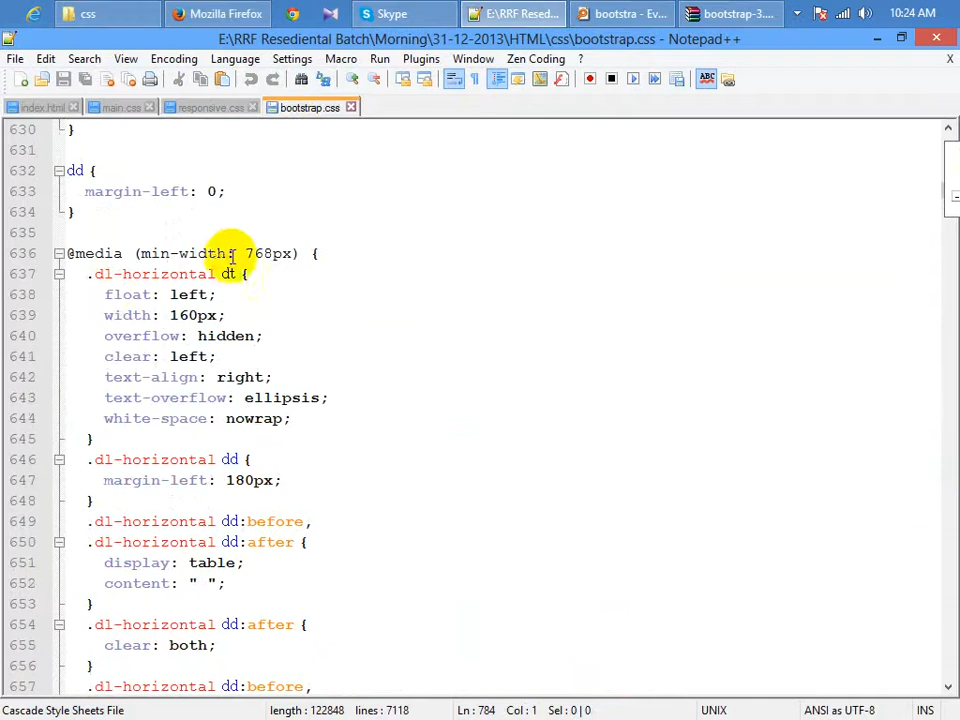 css
Mozilla Firefox
Skype
E:\RRF Resed...
bootstra - Ev...
bootstrap-3....
10:24 AM
E:\RRF Resediental Batch\Morning\31-12-2013\HTML\css\bootstrap.css - Notepad++
File Edit Search View Encoding Language Settings Macro Run Plugins Window Zen Coding ? X
index.html main.css responsive.css bootstrap.css
630 }
631
632 dd {
633 margin-left: 0;
634 }
635
636 @media (min-width: 768px) {
637 .dl-horizontal dt {
638 float: left;
639 width: 160px;
640 overflow: hidden;
641 clear: left;
642 text-align: right;
643 text-overflow: ellipsis;
644 white-space: nowrap;
645 }
646 .dl-horizontal dd {
647 margin-left: 180px;
648 }
649 .dl-horizontal dd:before,
650 .dl-horizontal dd:after {
651 display: table;
652 content: " ";
653 }
654 .dl-horizontal dd:after {
655 clear: both;
656 }
657 .dl-horizontal dd:before,
Cascade Style Sheets File length : 122848 lines : 7118 Ln : 784 Col : 1 Sel : 0 | 0 UNIX ANSI as UTF-8 INS